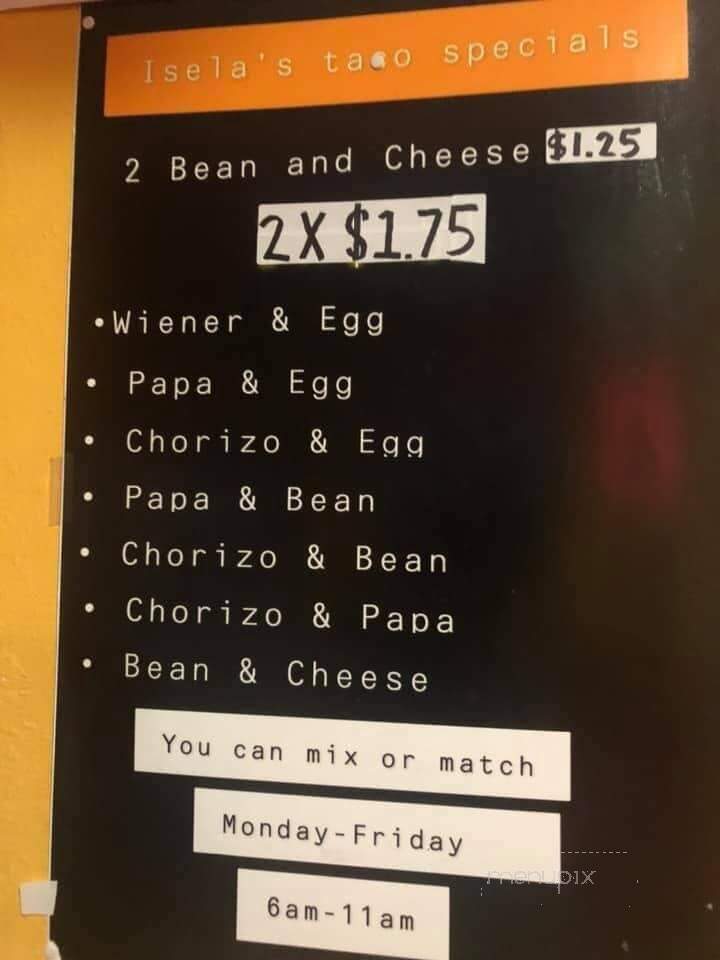 Isela's taco specials
2 Bean and Cheese $1.25
2X $1.75
•Wiener & Egg
• Papa & Egg
• Chorizo & Egg
• Papa & Bean
• Chorizo & Bean
• Chorizo & Papa
• Bean & Cheese
You can mix or match
Monday-Friday
6am-11am
menupix